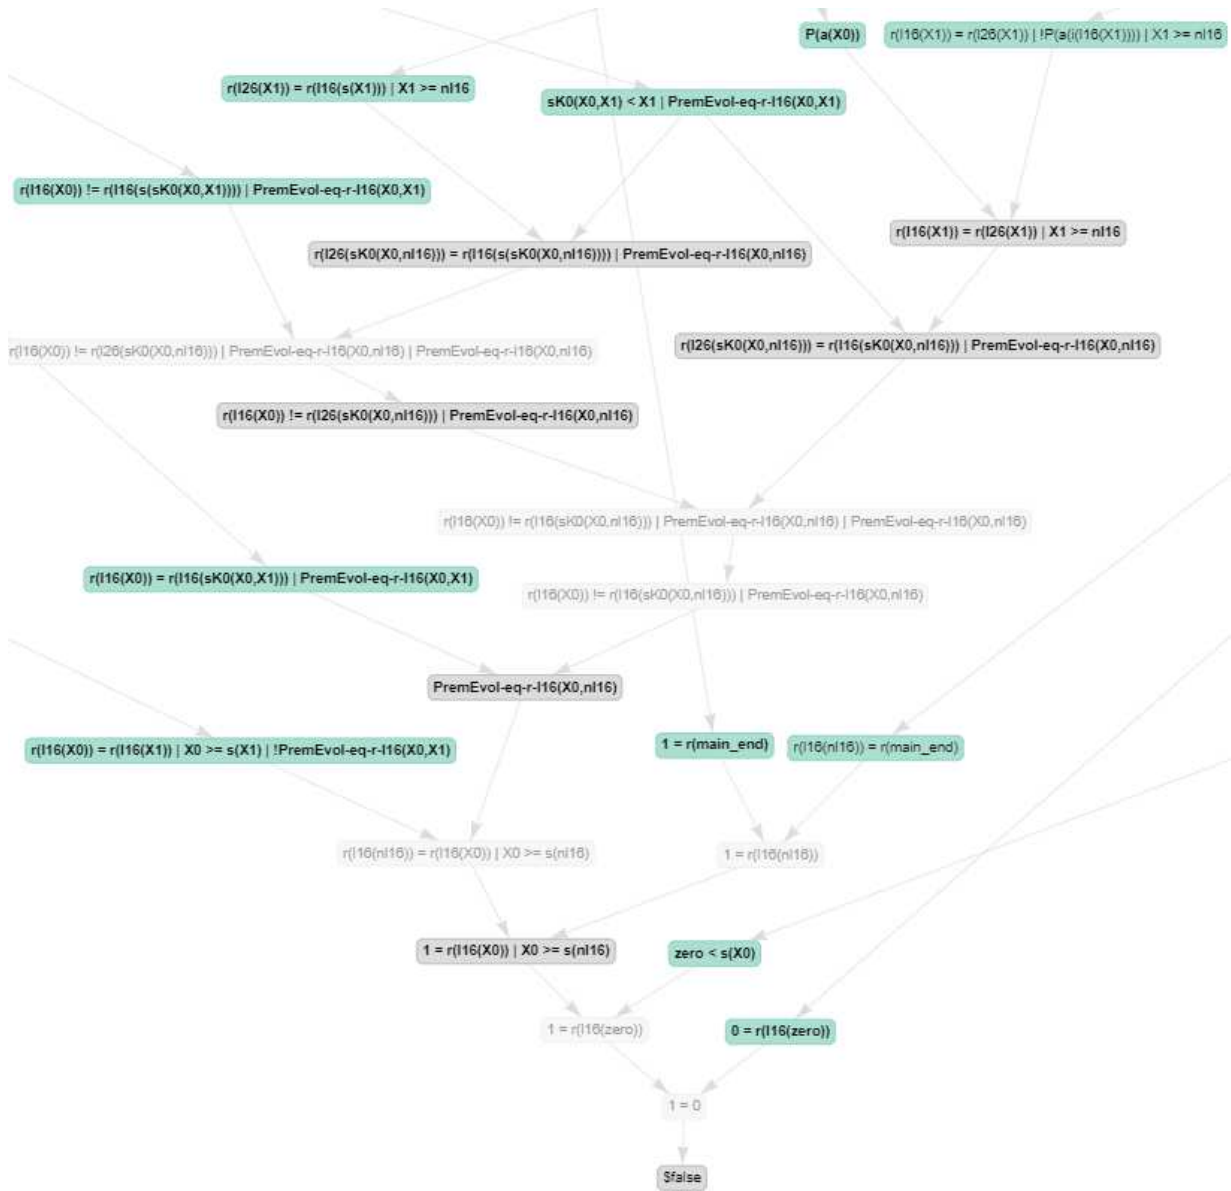 P(a(X0))
r(l16(X1)) = r(l26(X1)) | !P(a(i(l16(X1)))) | X1 >= nl16
r(l26(X1)) = r(l16(s(X1))) | X1 >= nl16
sK0(X0,X1) < X1 | PremEvol-eq-r-l16(X0,X1)
r(l16(X0)) != r(l16(s(sK0(X0,X1)))) | PremEvol-eq-r-l16(X0,X1)
r(l16(X1)) = r(l26(X1)) | X1 >= nl16
r(l26(sK0(X0,nl16))) = r(l16(s(sK0(X0,nl16)))) | PremEvol-eq-r-l16(X0,nl16)
r(l16(X0)) != r(l26(sK0(X0,nl16))) | PremEvol-eq-r-l16(X0,nl16) | PremEvol-eq-r-l16(X0,nl16)
r(l26(sK0(X0,nl16))) = r(l16(sK0(X0,nl16))) | PremEvol-eq-r-l16(X0,nl16)
r(l16(X0)) != r(l26(sK0(X0,nl16))) | PremEvol-eq-r-l16(X0,nl16)
r(l16(X0)) != r(l16(sK0(X0,nl16))) | PremEvol-eq-r-l16(X0,nl16) | PremEvol-eq-r-l16(X0,nl16)
r(l16(X0)) = r(l16(sK0(X0,X1))) | PremEvol-eq-r-l16(X0,X1)
r(l16(X0)) != r(l16(sK0(X0,nl16))) | PremEvol-eq-r-l16(X0,nl16)
PremEvol-eq-r-l16(X0,nl16)
r(l16(X0)) = r(l16(X1)) | X0 >= s(X1) | !PremEvol-eq-r-l16(X0,X1)
1 = r(main_end)
r(l16(nl16)) = r(main_end)
r(l16(nl16)) = r(l16(X0)) | X0 >= s(nl16)
1 = r(l16(nl16))
1 = r(l16(X0)) | X0 >= s(nl16)
zero < s(X0)
1 = r(l16(zero))
0 = r(l16(zero))
1 = 0
$false